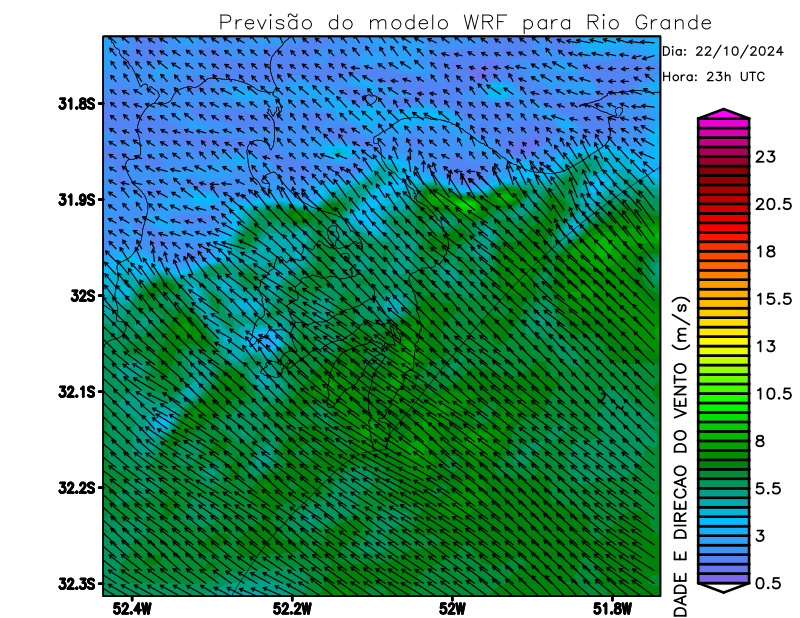 Previsão do modelo WRF para Rio Grande
Dia: 22/10/2024
Hora: 23h UTC
31.8S
31.9S
32S
32.1S
32.2S
32.3S
52.4W
52.2W
52W
51.8W
23
20.5
18
15.5
13
10.5
8
5.5
3
0.5
DADE E DIRECAO DO VENTO (m/s)